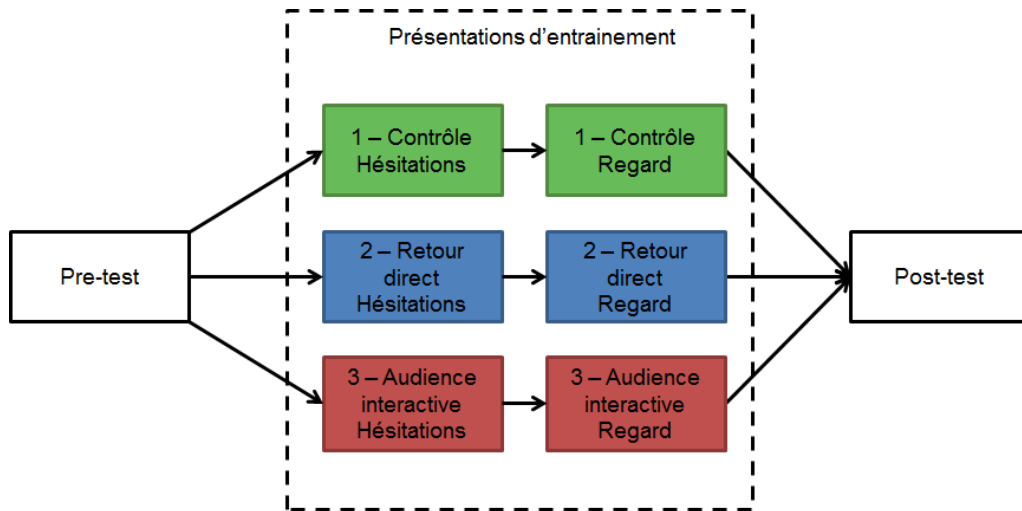 Présentations d’entrainement
1 – Contrôle
Hésitations
1 – Contrôle
Regard
Pre-test
2 – Retour
direct
Hésitations
2 – Retour
direct
Regard
Post-test
3 – Audience
interactive
Hésitations
3 – Audience
interactive
Regard